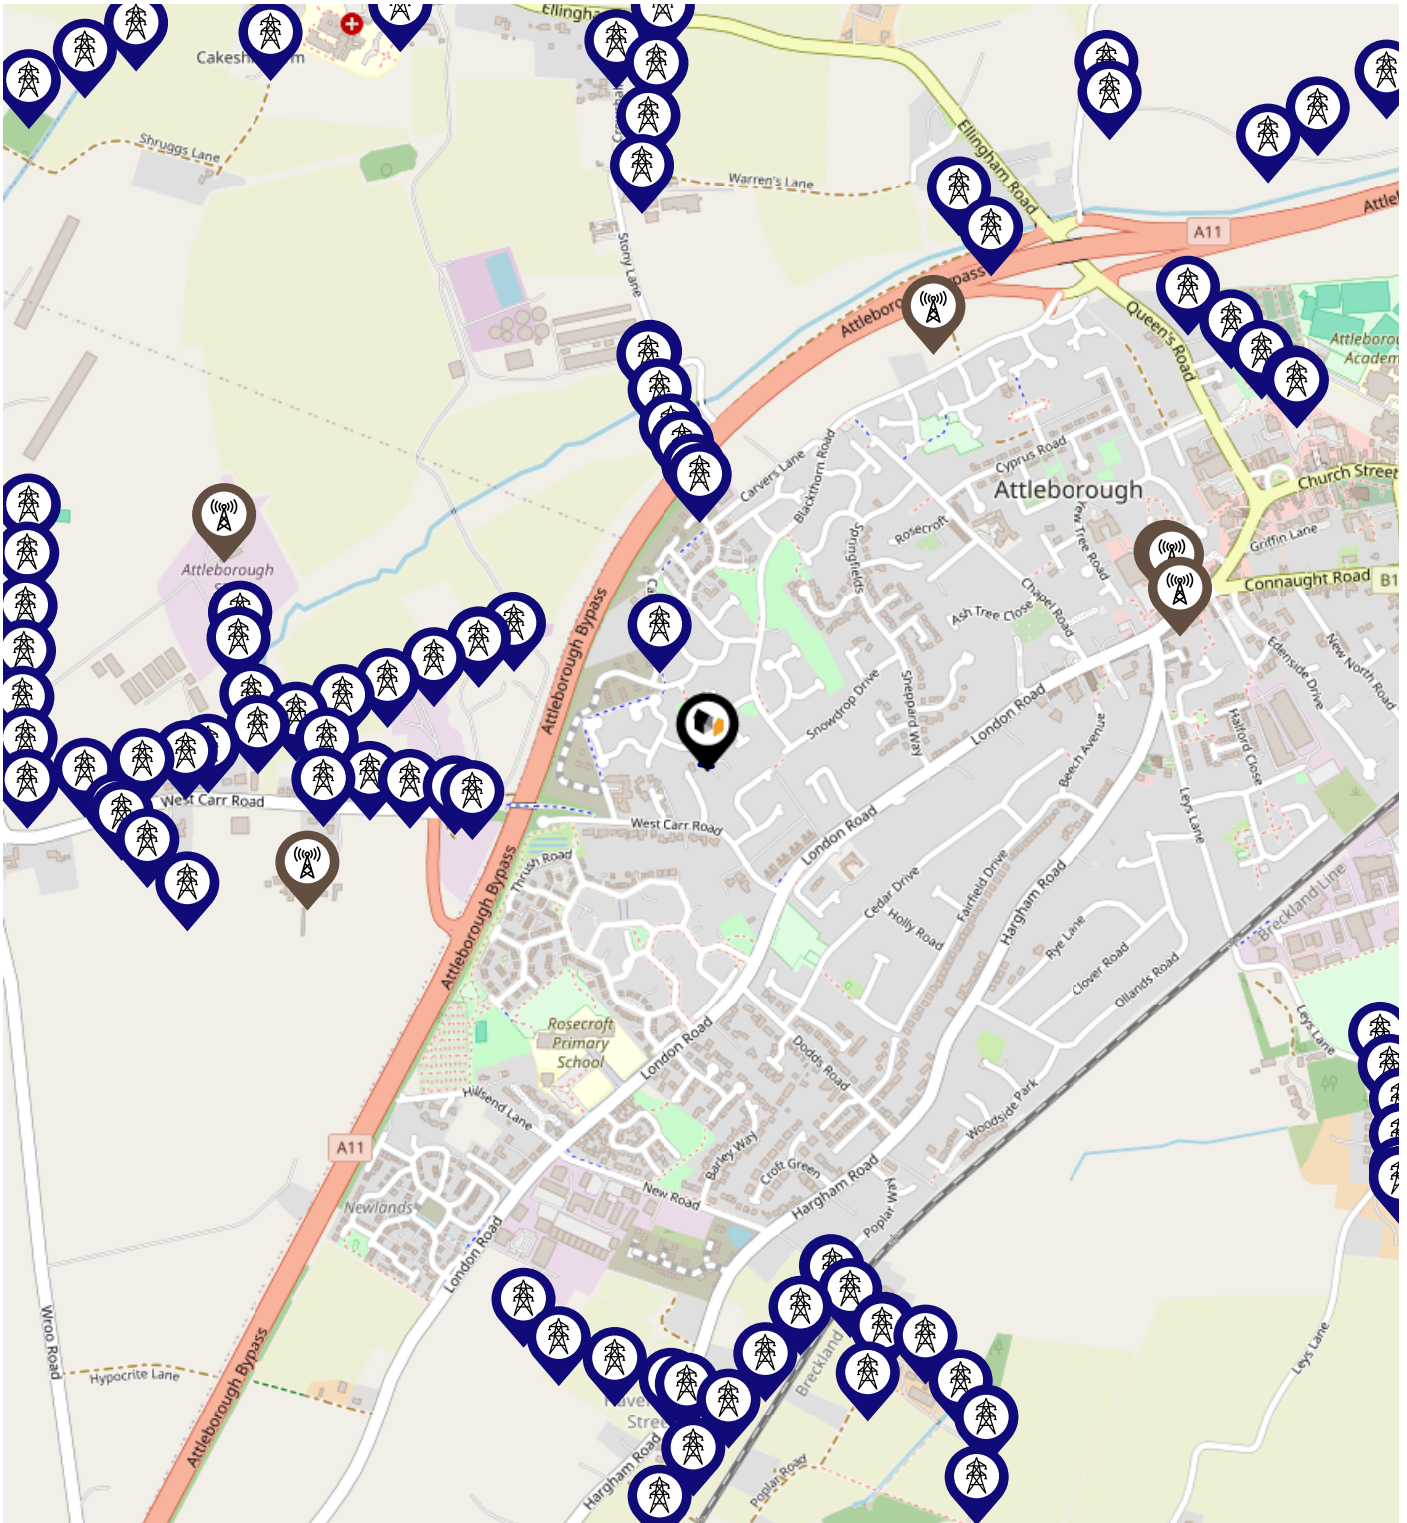 Ellingham
Cakesh
m
Shruggs Lane
Warren's Lane
Ellingham Road
Stony Lane
A11
Attleborough Bypass
Queen's Road
Attleborou
Academ
Carvers Lane
Blackthorn Road
Cyprus Road
Attleborough
Church Street
Rosecroft
Yew Tree Road
Springfields
Griffin Lane
Connaught Road
B1
Attleborough
Chapel Road
Ash Tree Close
Attleborough Bypass
Edenside Drive
New North Road
Sheppard Way
Snowdrop Drive
London Road
Halford Close
Beech Avenue
West Carr Road
West Carr Road
London Road
Leys Lane
Thrush Road
Attleborough Bypass
Cedar Drive
Fairfield Drive
Holly Road
Hargham Road
Breckland Line
Rye Lane
Clover Road
Ollands Road
Rosecroft
Primary
School
London Road
Dodds Road
Leys Lane
Hillsend Lane
Woodside Park
A11
Barley Way
Croft Green
Hargham Road
New Road
Poplar Way
Newlands
London Road
Wroo Road
Attleborough Bypass
Hypocrite Lane
Breckland
Leys Lane
Hargham Road
Poplar Road